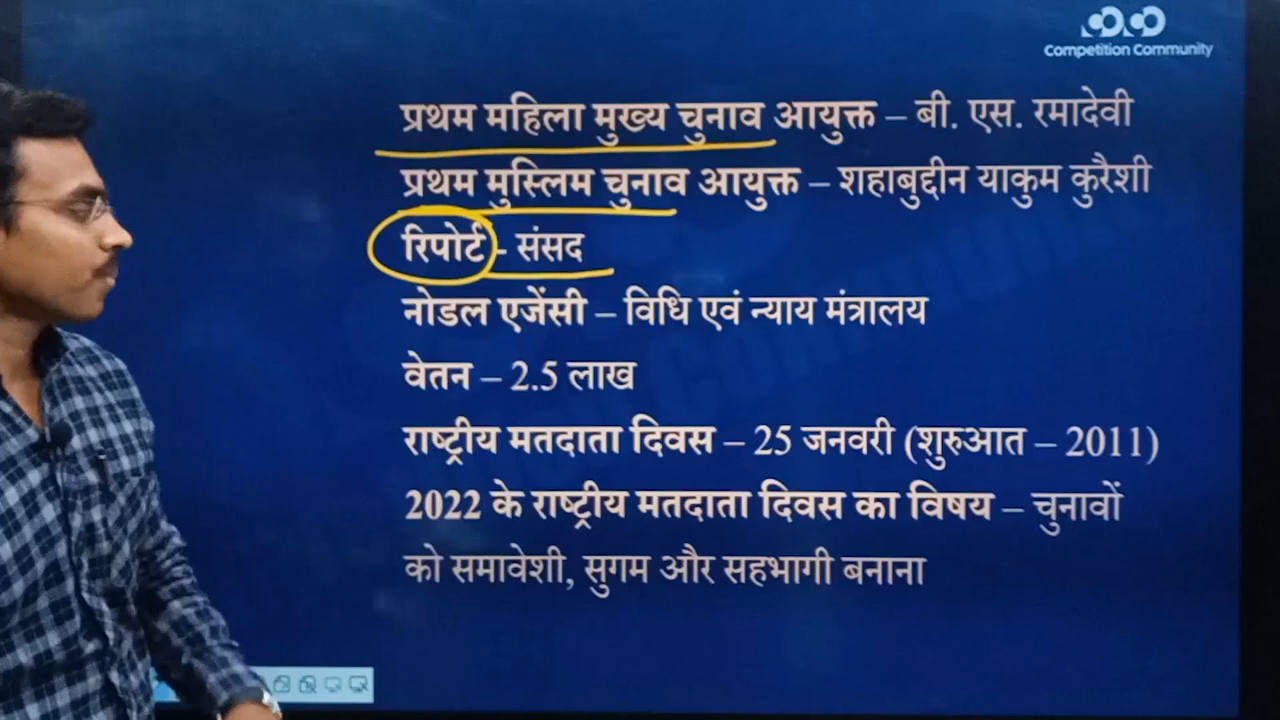 Competition Community
प्रथम महिला मुख्य चुनाव आयुक्त – बी. एस. रमादेवी
प्रथम मुस्लिम चुनाव आयुक्त – शहाबुद्दीन याकुम कुरैशी
रिपोर्ट - संसद
नोडल एजेंसी – विधि एवं न्याय मंत्रालय
वेतन – 2.5 लाख
राष्ट्रीय मतदाता दिवस – 25 जनवरी (शुरुआत – 2011)
2022 के राष्ट्रीय मतदाता दिवस का विषय – चुनावों
को समावेशी, सुगम और सहभागी बनाना